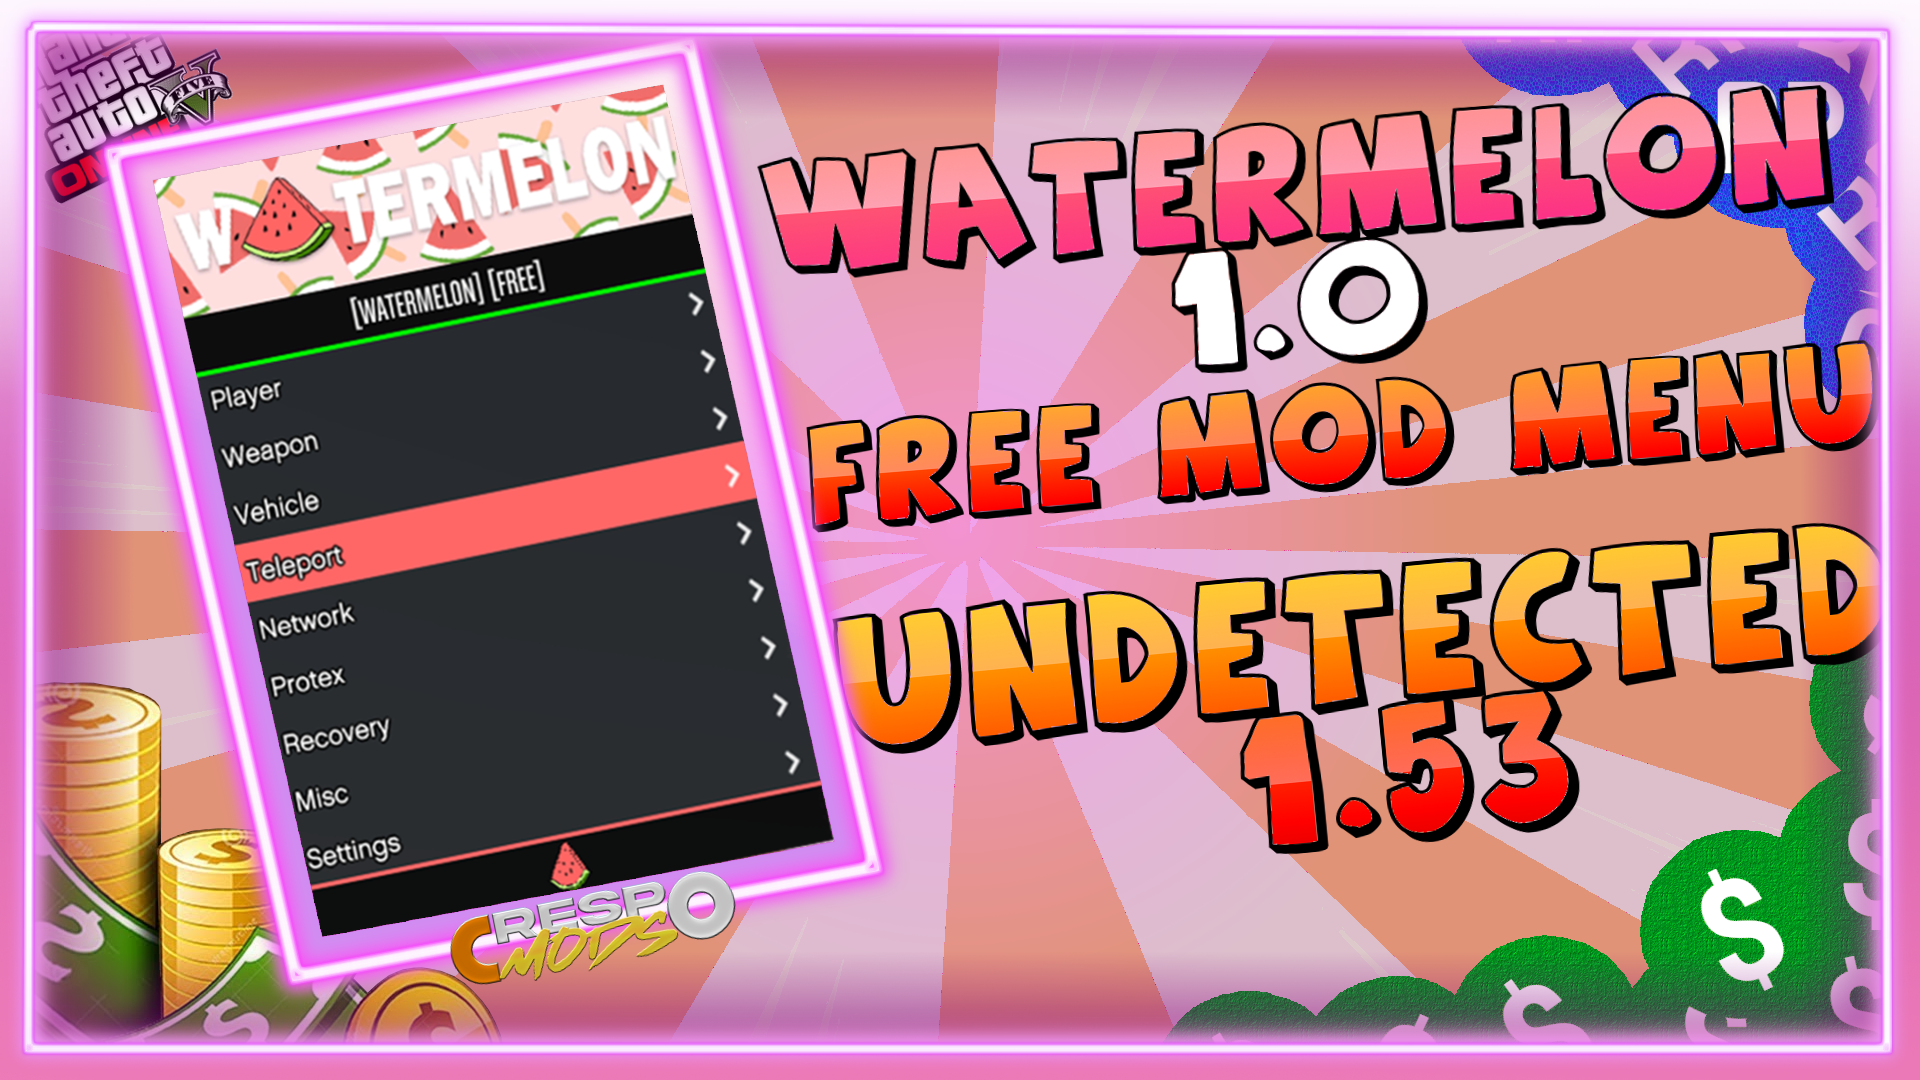 theft
auto
V
FIVE
WATERMELON
[WATERMELON] [FREE]
Player
Weapon
Vehicle
Teleport
Network
Protex
Recovery
Misc
Settings
CRESPO
MODS
WATERMELON
1.0
FREE MOD MENU
UNDETECTED
1.53
$
$